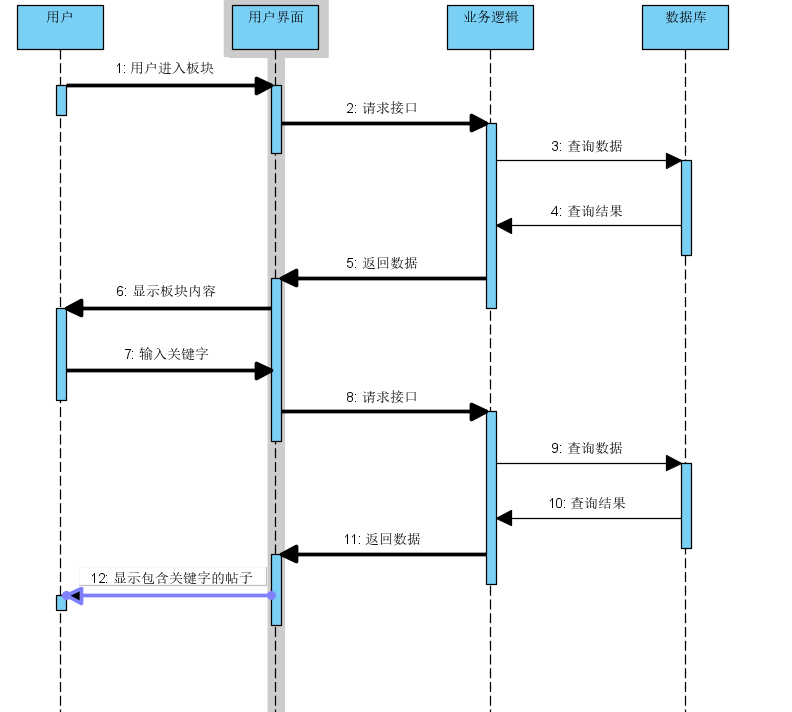 用户
用户界面
业务逻辑
数据库
1: 用户进入板块
2: 请求接口
3: 查询数据
4: 查询结果
5: 返回数据
6: 显示板块内容
7: 输入关键字
8: 请求接口
9: 查询数据
10: 查询结果
11: 返回数据
12: 显示包含关键字的帖子